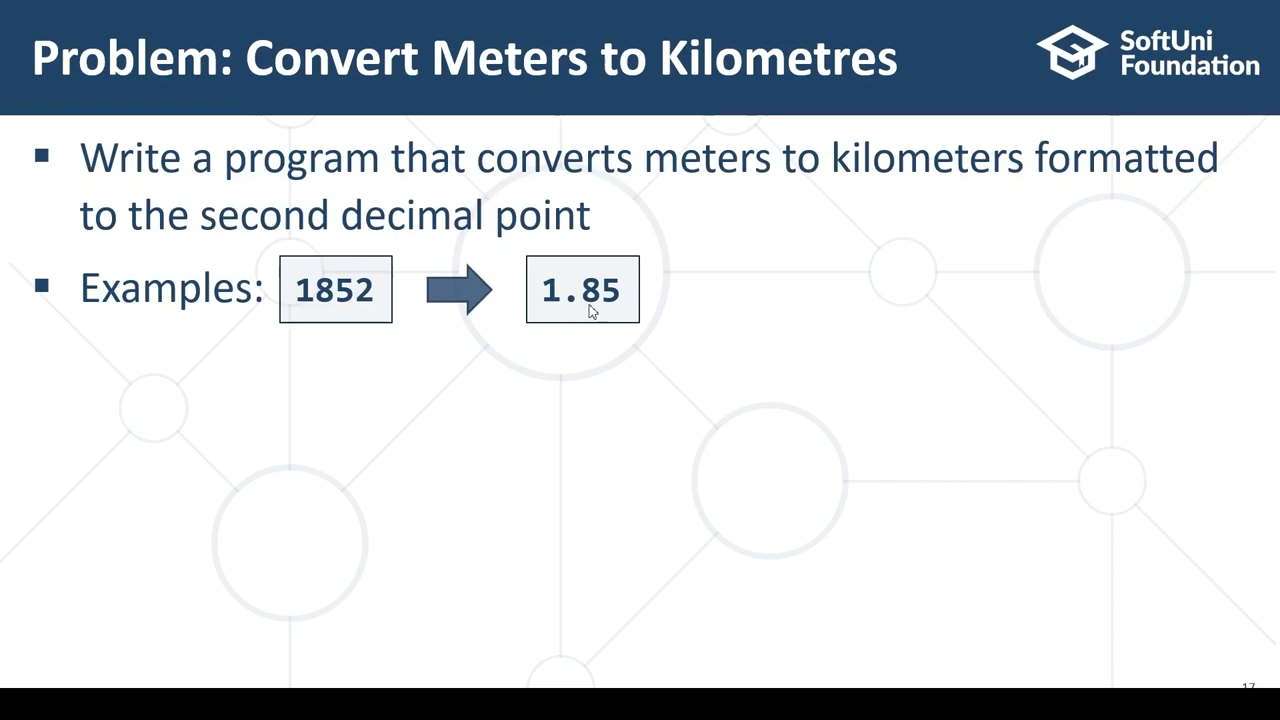 Problem: Convert Meters to Kilometres
SoftUni
Foundation
▪ Write a program that converts meters to kilometers formatted
to the second decimal point
▪ Examples: 1852 1.85
17